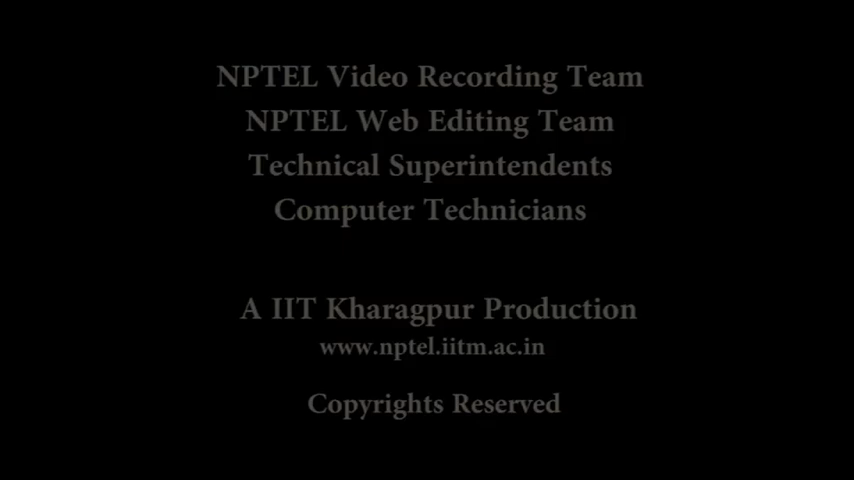 NPTEL Video Recording Team
NPTEL Web Editing Team
Technical Superintendents
Computer Technicians
A IIT Kharagpur Production
www.nptel.iitm.ac.in
Copyrights Reserved